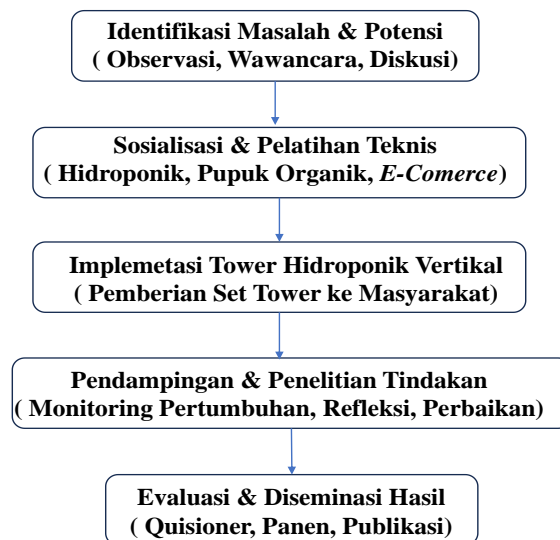 Identifikasi Masalah & Potensi
( Observasi, Wawancara, Diskusi)
Sosialisasi & Pelatihan Teknis
( Hidroponik, Pupuk Organik, E-Comerce)
Implemetasi Tower Hidroponik Vertikal
( Pemberian Set Tower ke Masyarakat)
Pendampingan & Penelitian Tindakan
( Monitoring Pertumbuhan, Refleksi, Perbaikan)
Evaluasi & Diseminasi Hasil
( Quisioner, Panen, Publikasi)